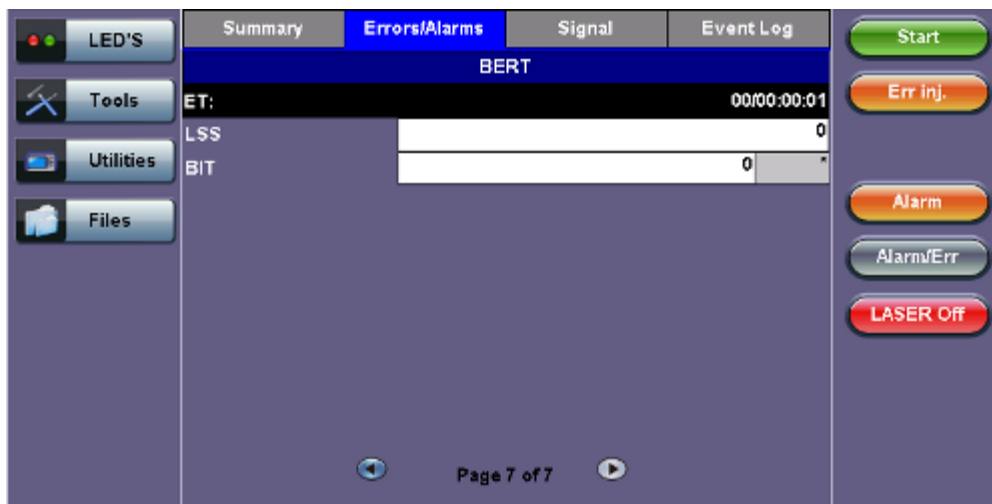 LED'S
Tools
Utilities
Files
Summary Errors/Alarms Signal Event Log
BERT
ET: 00/00:00:01
LSS 0
BIT 0 *
Page 7 of 7
Start
Err inj.
Alarm
Alarm/Err
LASER Off